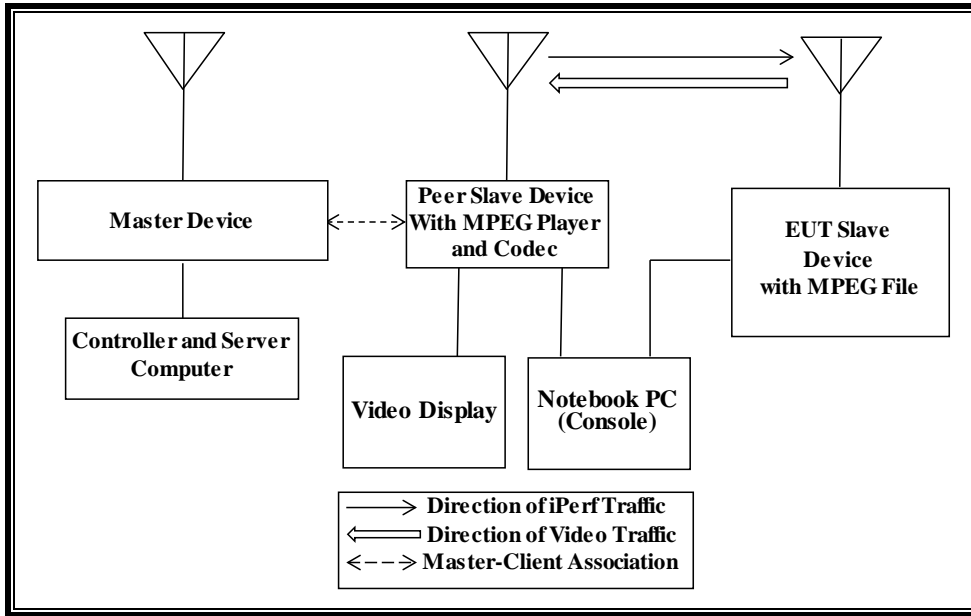 Master Device
Peer Slave Device
With MPEG Player
and Codec
EUT Slave
Device
with MPEG File
Controller and Server
Computer
Video Display
Notebook PC
(Console)
Direction of iPerf Traffic
Direction of Video Traffic
Master-Client Association